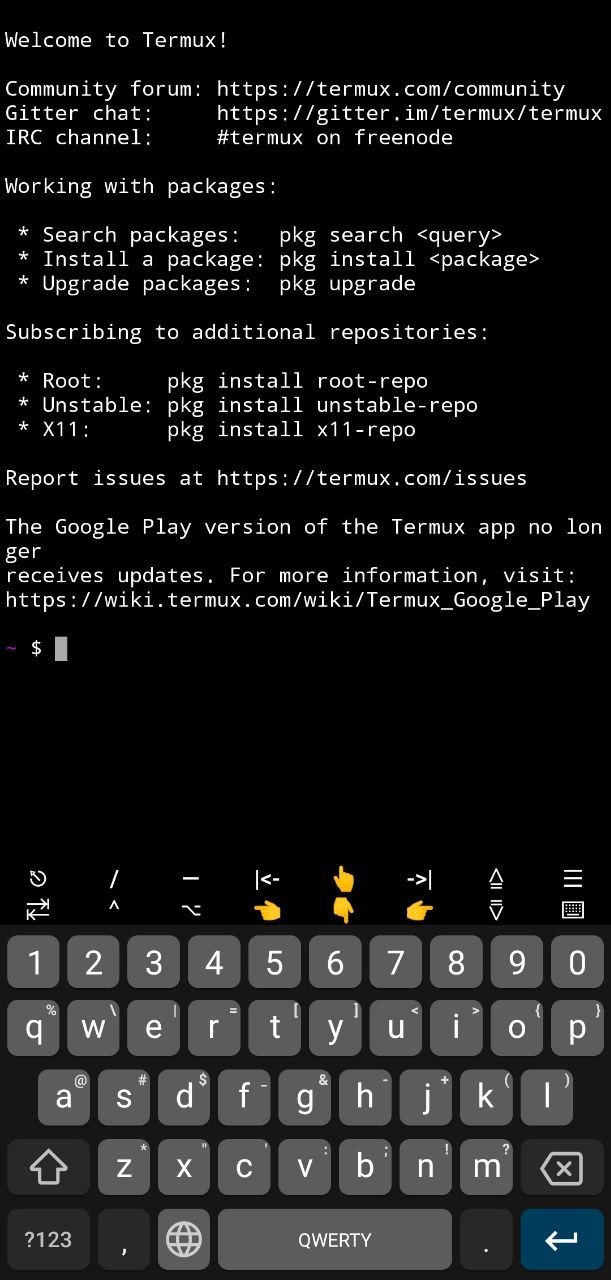 Welcome to Termux!
Community forum: https://termux.com/community
Gitter chat:     https://gitter.im/termux/termux
IRC channel:     #termux on freenode
Working with packages:
 * Search packages:   pkg search <query>
 * Install a package: pkg install <package>
 * Upgrade packages:  pkg upgrade
Subscribing to additional repositories:
 * Root:     pkg install root-repo
 * Unstable: pkg install unstable-repo
 * X11:      pkg install x11-repo
Report issues at https://termux.com/issues
The Google Play version of the Termux app no lon
ger
receives updates. For more information, visit:
https://wiki.termux.com/wiki/Termux_Google_Play
~ $
/ — |<- 👆 ->| ☰
^ 👈 👇 👉
1 2 3 4 5 6 7 8 9 0
q % w \ e | r = t [ y ] u < i > o { p }
a @ s # d $ f _ g & h - j + k ( l )
z * x " c ' v : b ; n ! m ?
?123 , QWERTY .